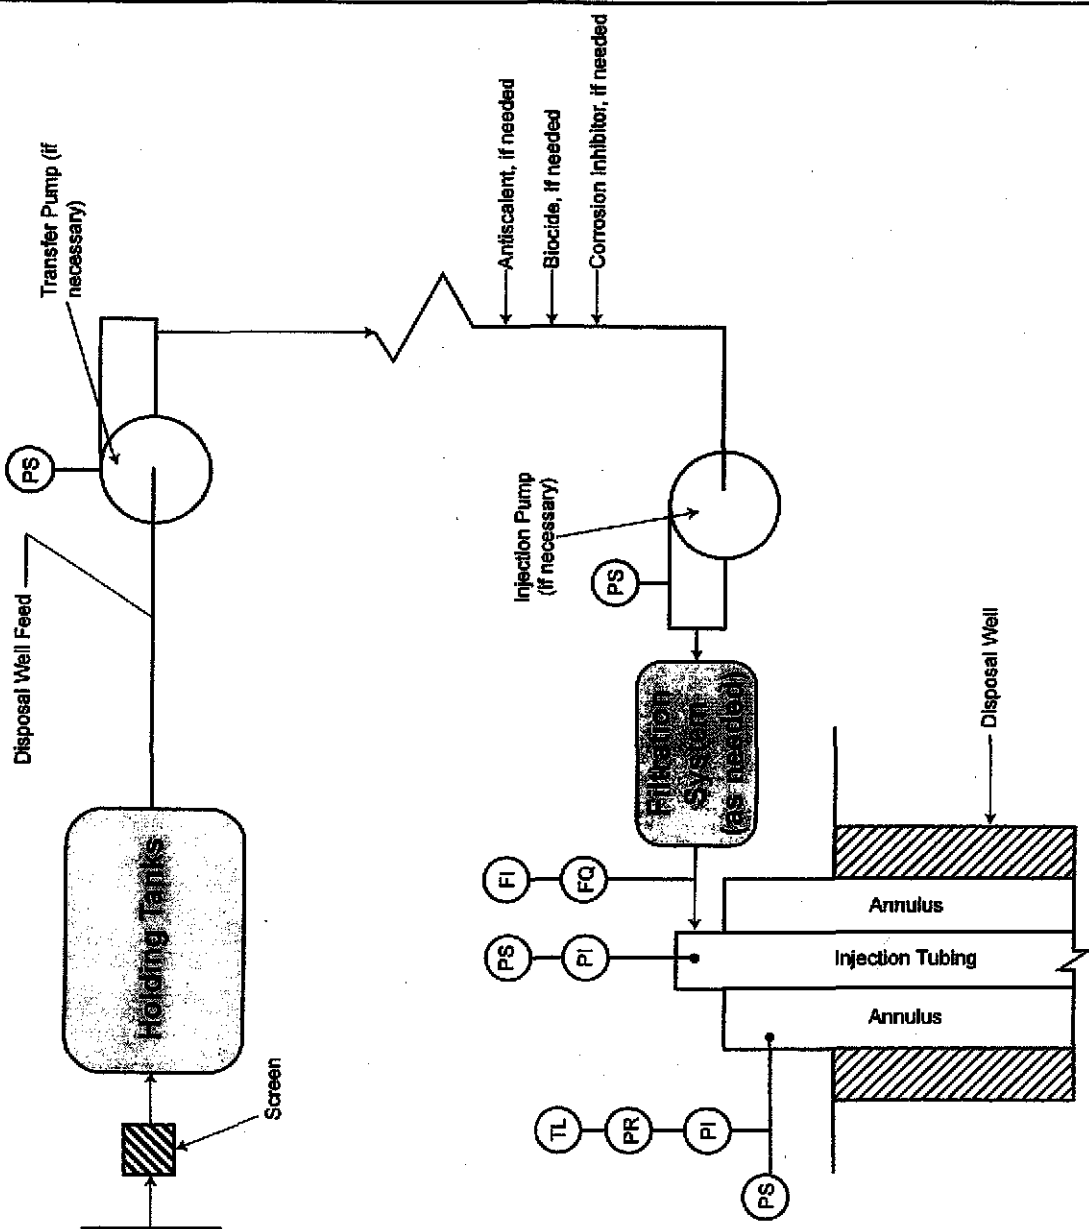 Screen
Holding Tanks
Disposal Well Feed
PS
Transfer Pump (if
necessary)
Antiscalent, if needed
Biocide, if needed
Corrosion Inhibitor, if needed
Injection Pump
(if necessary)
PS
Filtration
System
(as needed)
FI
FQ
PS
PI
TL
PR
PI
PS
Annulus
Injection Tubing
Annulus
Disposal Well